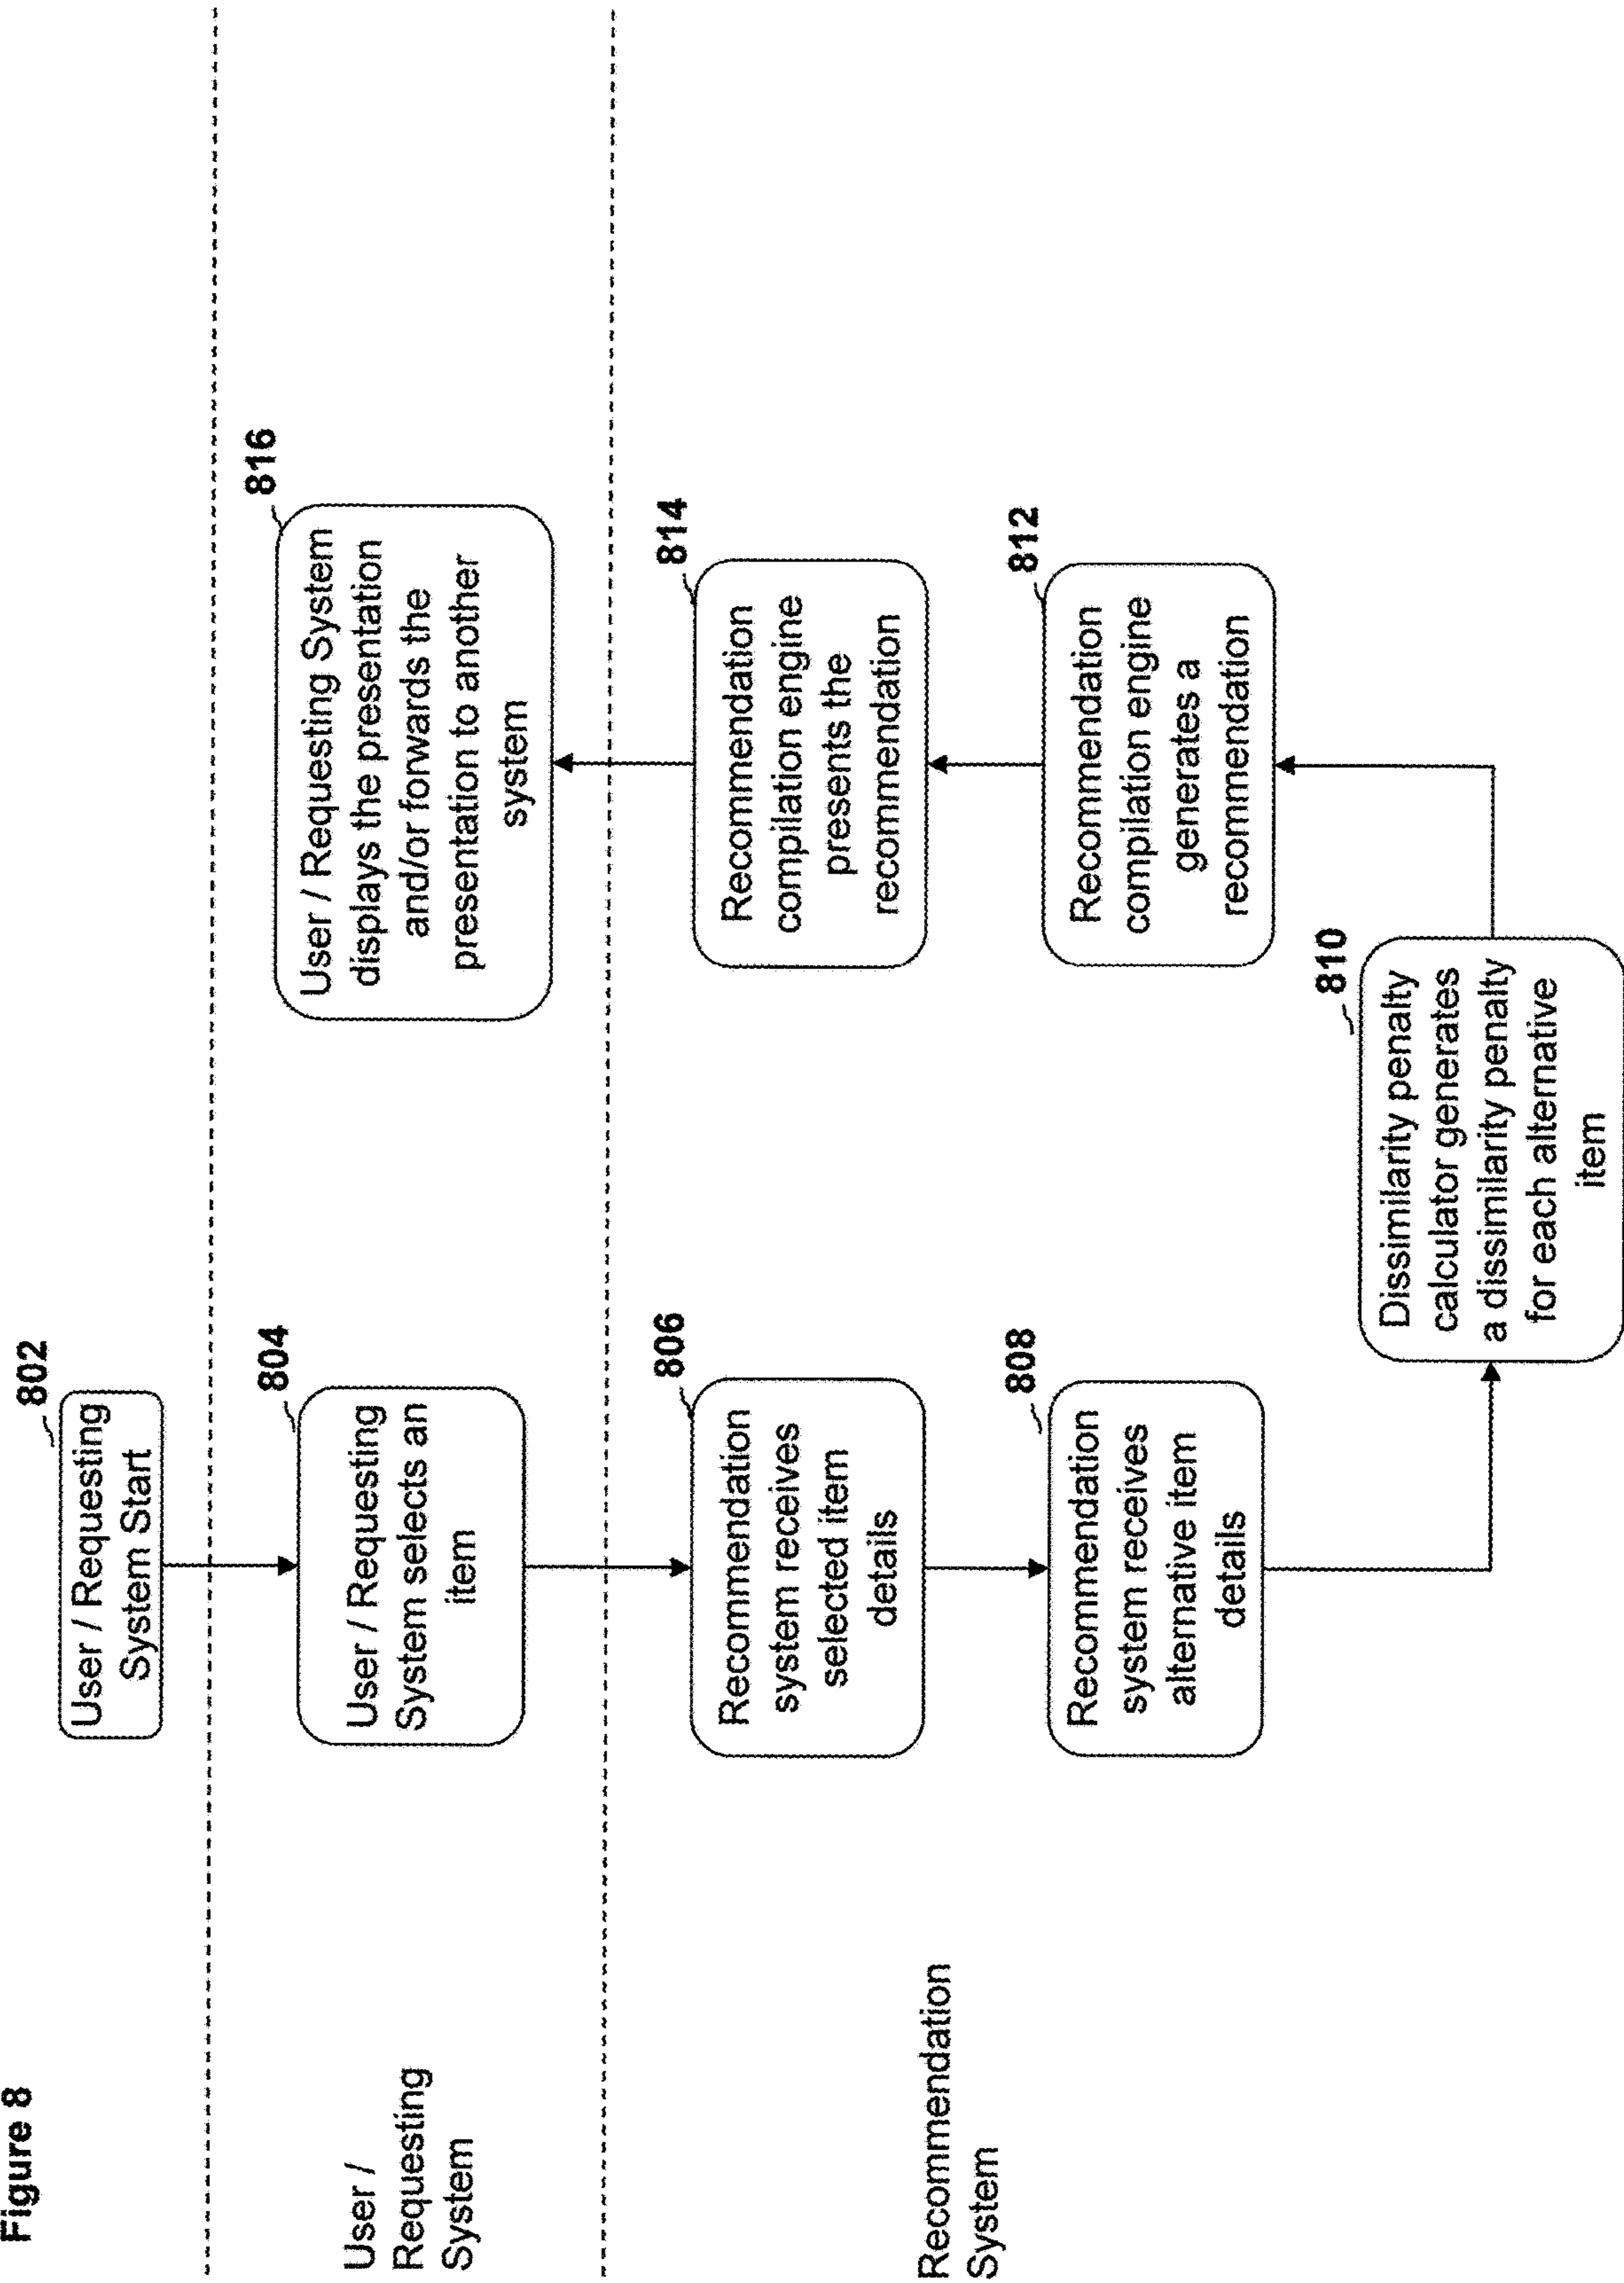 Figure 8
802
User / Requesting
System Start
User /
Requesting
System
804
User / Requesting
System selects an
item
816
User / Requesting System
displays the presentation
and/or forwards the
presentation to another
system
Recommendation
System
806
Recommendation
system receives
selected item
details
814
Recommendation
compilation engine
presents the
recommendation
808
Recommendation
system receives
alternative item
details
812
Recommendation
compilation engine
generates a
recommendation
810
Dissimilarity penalty
calculator generates
a dissimilarity penalty
for each alternative
item